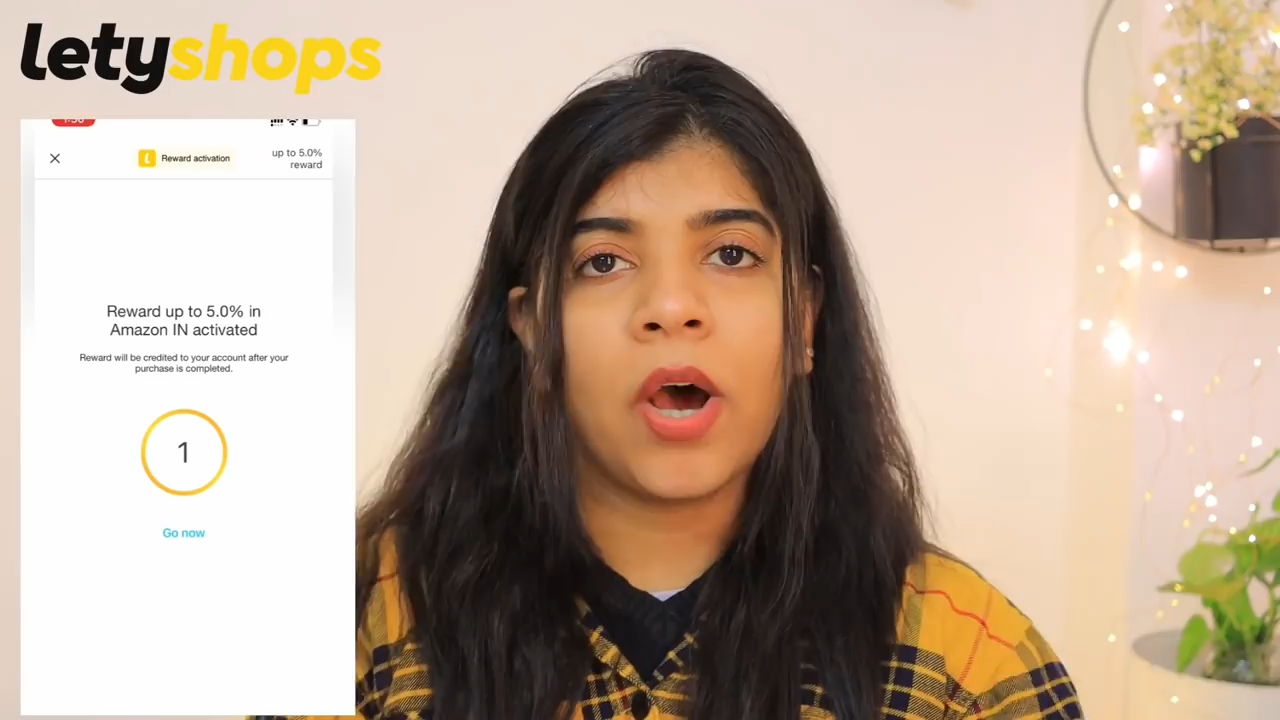 letyshops
up to 5.0%
reward
Reward activation
Reward up to 5.0% in
Amazon IN activated
Reward will be credited to your account after your
purchase is completed.
1
Go now